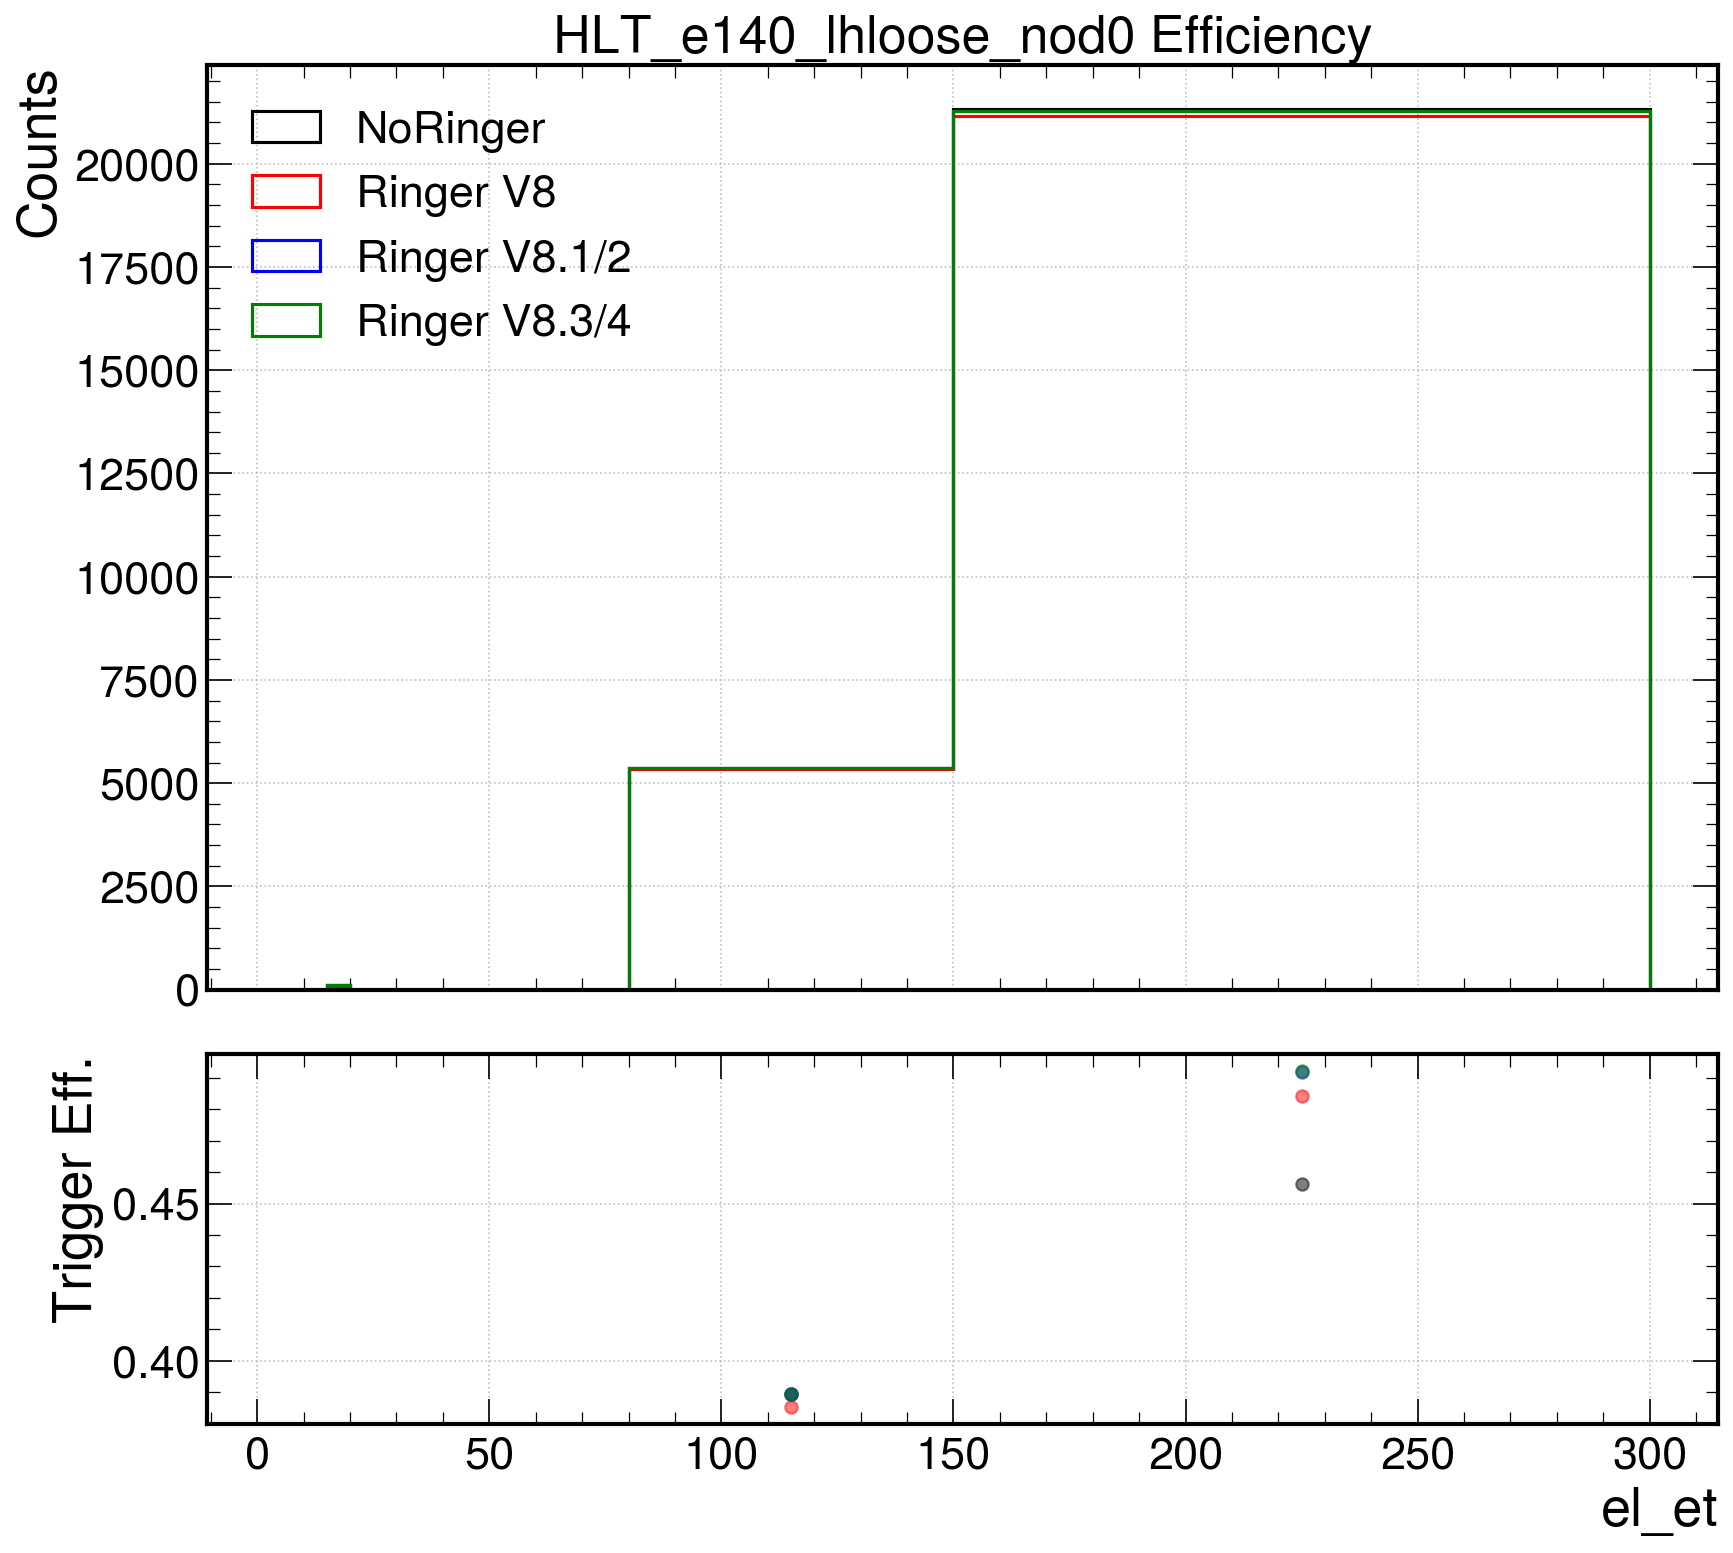 HLT_e140_lhloose_nod0 Efficiency
Counts
NoRinger
Ringer V8
Ringer V8.1/2
Ringer V8.3/4
20000
17500
15000
12500
10000
7500
5000
2500
0
Trigger Eff.
0.45
0.40
0 50 100 150 200 250 300
el_et